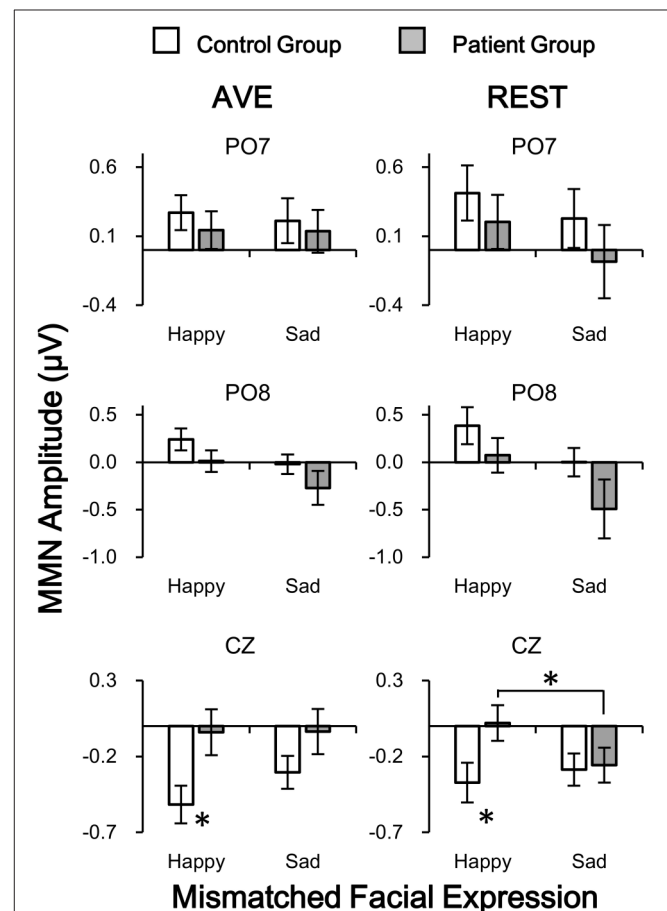 Control Group Patient Group
AVE REST
PO7 PO7
0.6 0.6
0.1 0.1
-0.4 -0.4
Happy Sad Happy Sad
PO8 PO8
0.5 0.5
0.0 0.0
-0.5 -0.5
-1.0 -1.0
Happy Sad Happy Sad
CZ CZ
0.3 0.3
*
-0.2 -0.2
* *
-0.7 -0.7
Happy Sad Happy Sad
MMN Amplitude (μV)
Mismatched Facial Expression